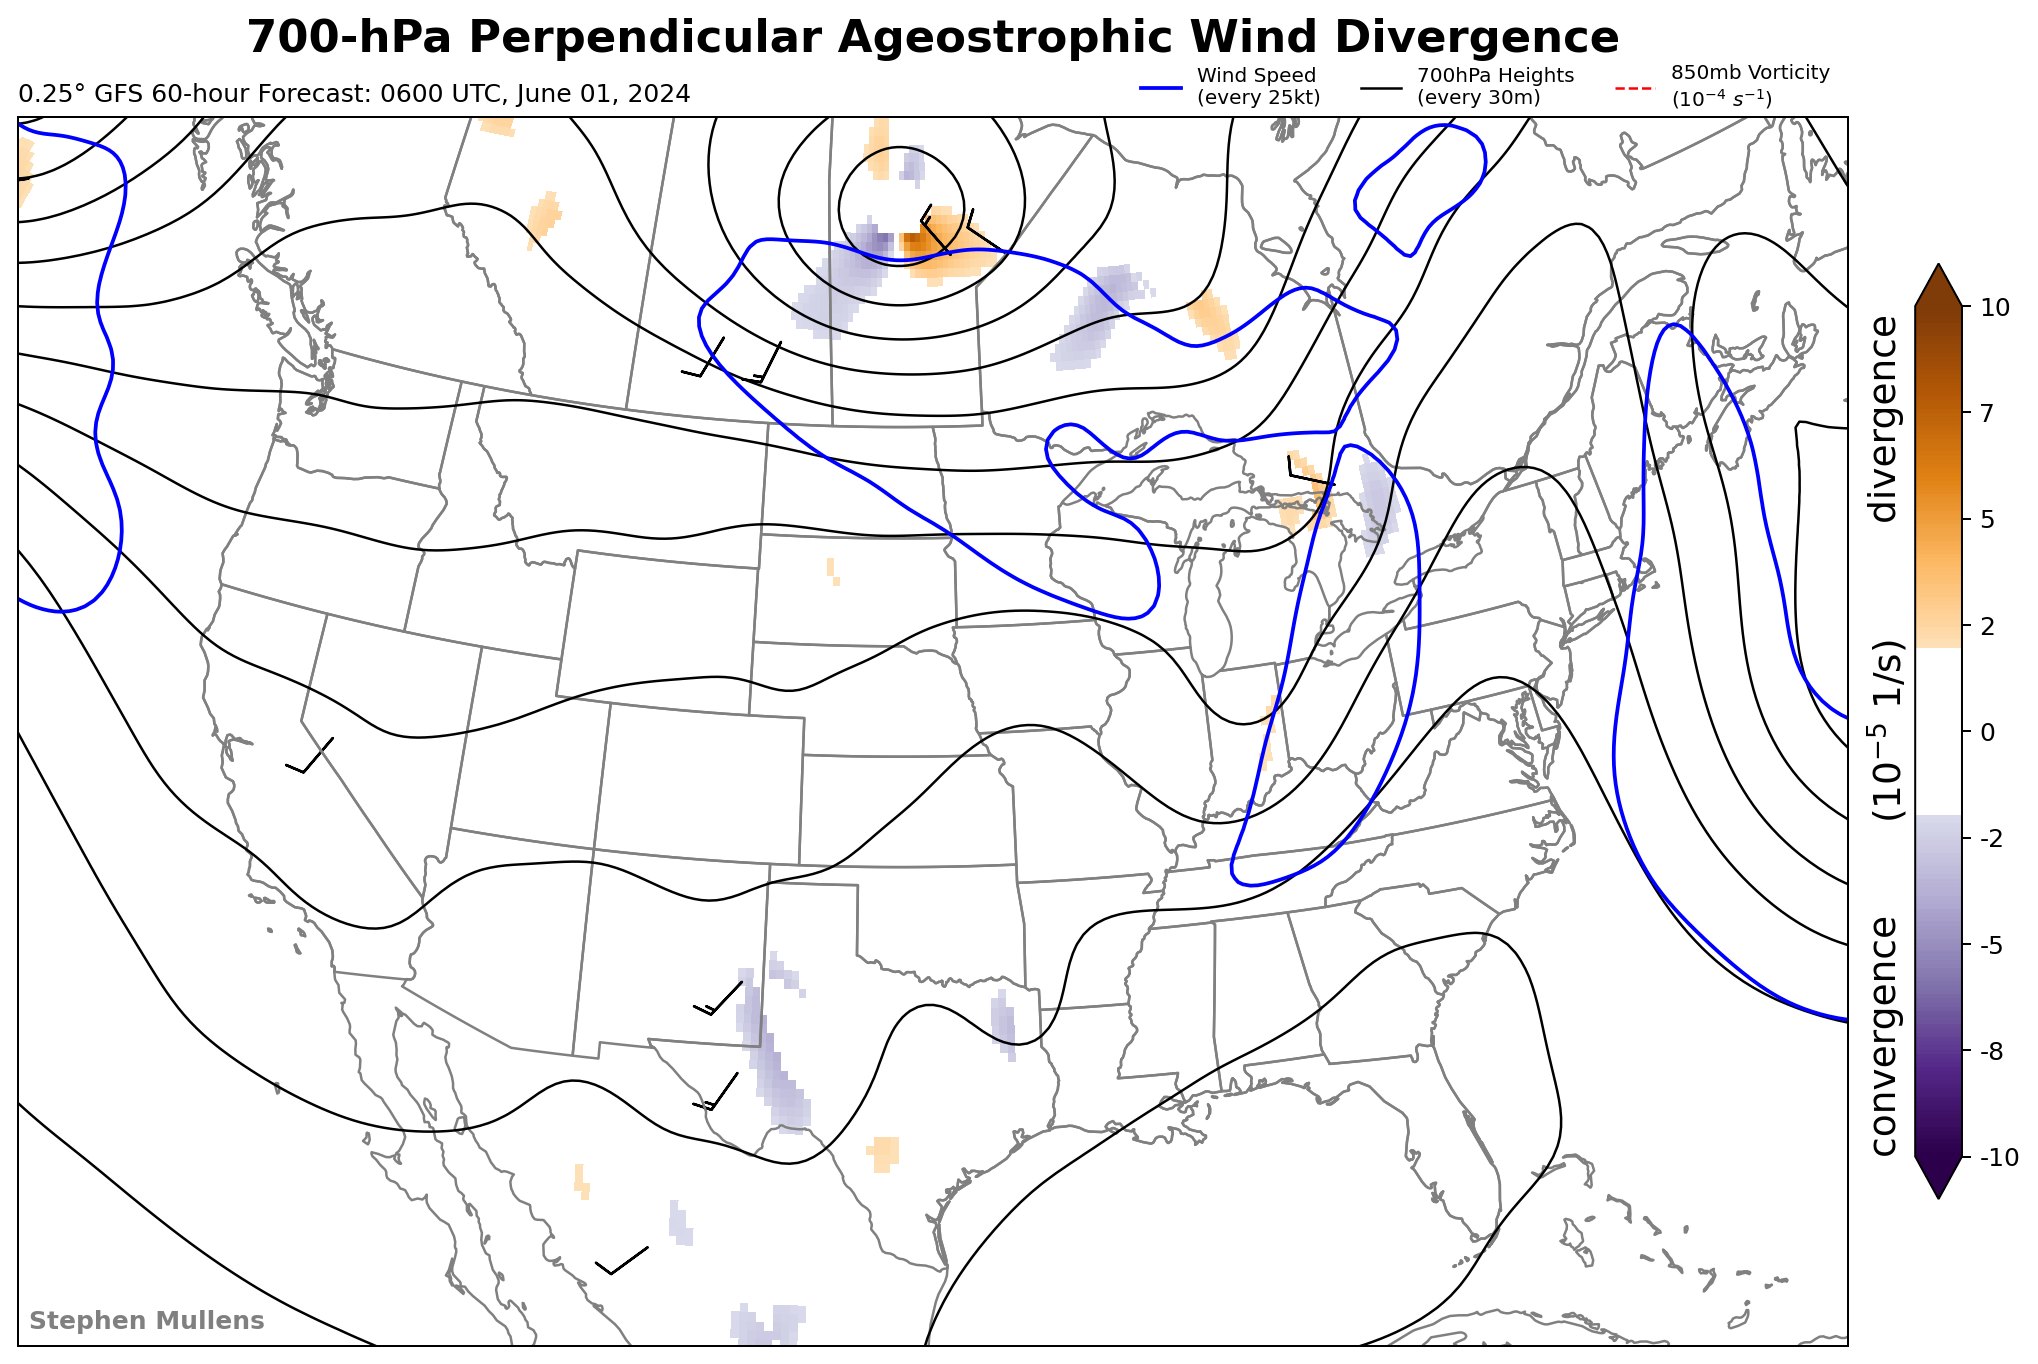 700-hPa Perpendicular Ageostrophic Wind Divergence
0.25° GFS 60-hour Forecast: 0600 UTC, June 01, 2024
Wind Speed
(every 25kt)
700hPa Heights
(every 30m)
850mb Vorticity
(10⁻⁴ s⁻¹)
10
7
5
2
0
-2
-5
-8
-10
convergence (10⁻⁵ 1/s) divergence
Stephen Mullens